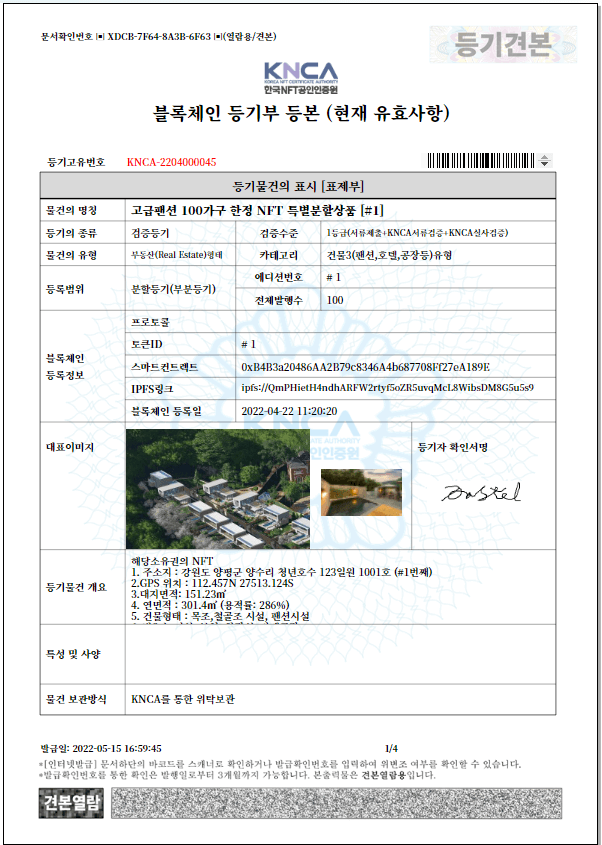 문서확인번호 |▪| XDCB-7F64-8A3B-6F63 |▪|(열람용/견본)
등기견본
KNCA
KOREA NFT CERTIFICATE AUTHORITY
한국NFT공인인증원
블록체인 등기부 등본 (현재 유효사항)
등기고유번호 KNCA-2204000045
등기물건의 표시 [표제부]
물건의 명칭 고급팬션 100가구 한정 NFT 특별분할상품 [#1]
등기의 종류 검증등기 검증수준 1등급(서류제출+KNCA서류검증+KNCA실사검증)
물건의 유형 부동산(Real Estate)형태 카테고리 건물3(팬션,호텔,공장등)유형
등록범위 분할등기(부분등기) 에디션번호 # 1
전체발행수 100
블록체인
등록정보
프로토콜
토큰ID # 1
스마트컨트렉트 0xB4B3a20486AA2B79c8346A4b687708Ff27eA189E
IPFS링크 ipfs://QmPHietH4ndhARFW2rtyf5oZR5uvqMcL8WibsDM8G5u5s9
블록체인 등록일 2022-04-22 11:20:20
대표이미지 등기자 확인서명
등기물건 개요
해당소유권의 NFT
1. 주소지 : 강원도 양평군 양수리 청년호수 123일원 1001호 (#1번째)
2.GPS 위치 : 112.457N 27513.124S
3.대지면적: 151.23㎡
4. 연면적 : 301.4㎡ (용적률: 286%)
5. 건물형태 : 목조,철골조 시설, 팬션시설
특성 및 사양
물건 보관방식 KNCA를 통한 위탁보관
발급일: 2022-05-15 16:59:45 1/4
*[인터넷발급] 문서하단의 바코드를 스캐너로 확인하거나 발급확인번호를 입력하여 위변조 여부를 확인할 수 있습니다.
*발급확인번호를 통한 확인은 발행일로부터 3개월까지 가능합니다. 본출력물은 견본열람용입니다.
견본열람